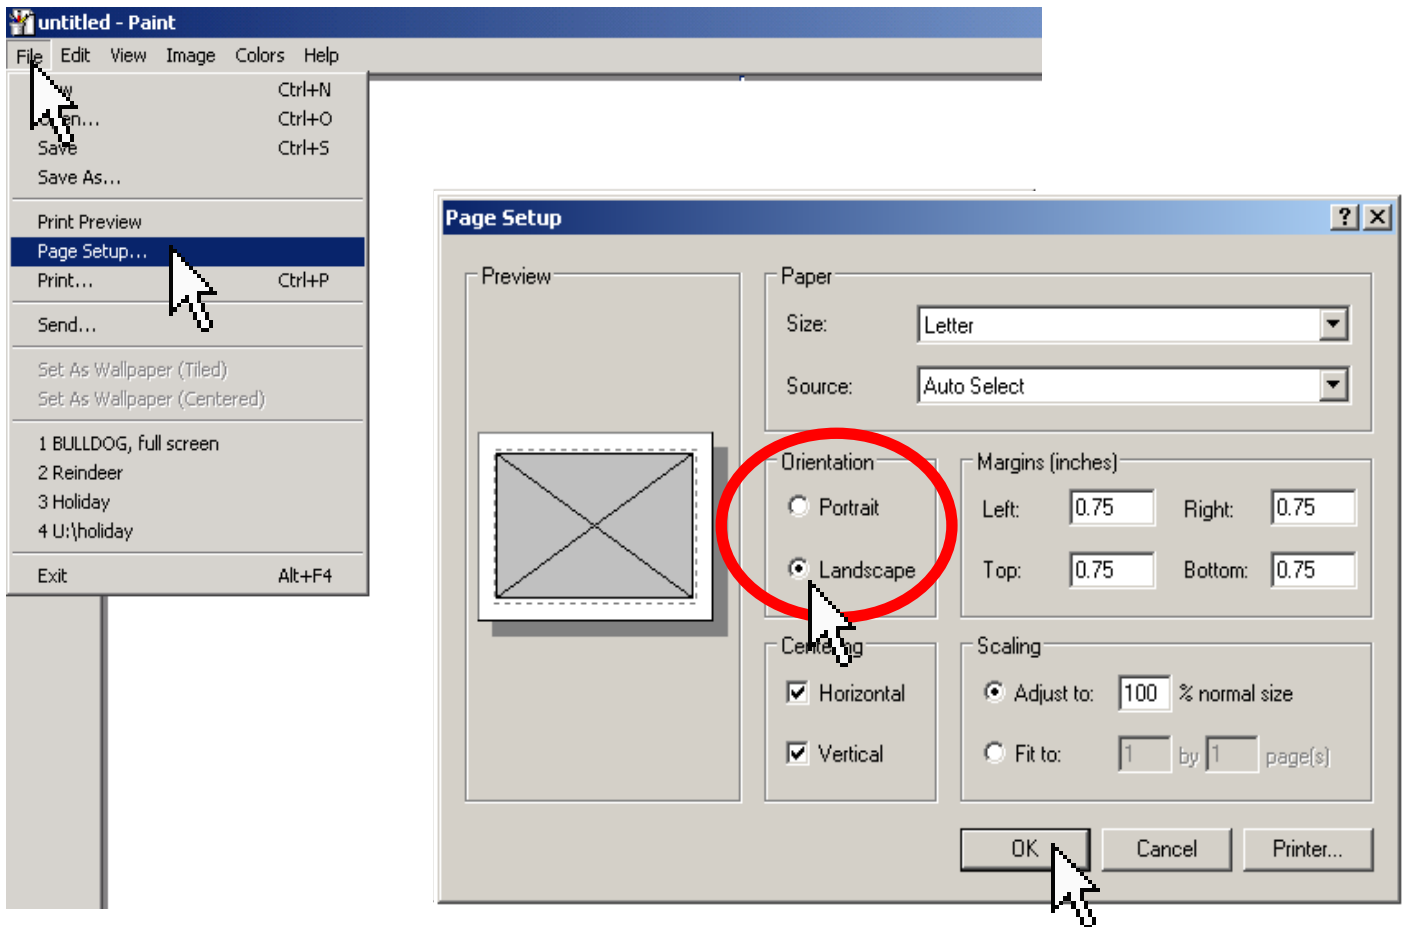 untitled - Paint
File Edit View Image Colors Help
Ctrl+N
Ctrl+O
Save Ctrl+S
Save As...
Print Preview
Page Setup...
Print... Ctrl+P
Send...
Set As Wallpaper (Tiled)
Set As Wallpaper (Centered)
1 BULLDOG, full screen
2 Reindeer
3 Holiday
4 U:\holiday
Exit Alt+F4
Page Setup
Preview
Paper
Size: Letter
Source: Auto Select
Orientation
Portrait
Landscape
Margins (inches)
Left: 0.75 Right: 0.75
Top: 0.75 Bottom: 0.75
Centering
Horizontal
Vertical
Scaling
Adjust to: 100 % normal size
Fit to: 1 by 1 page(s)
OK Cancel Printer...